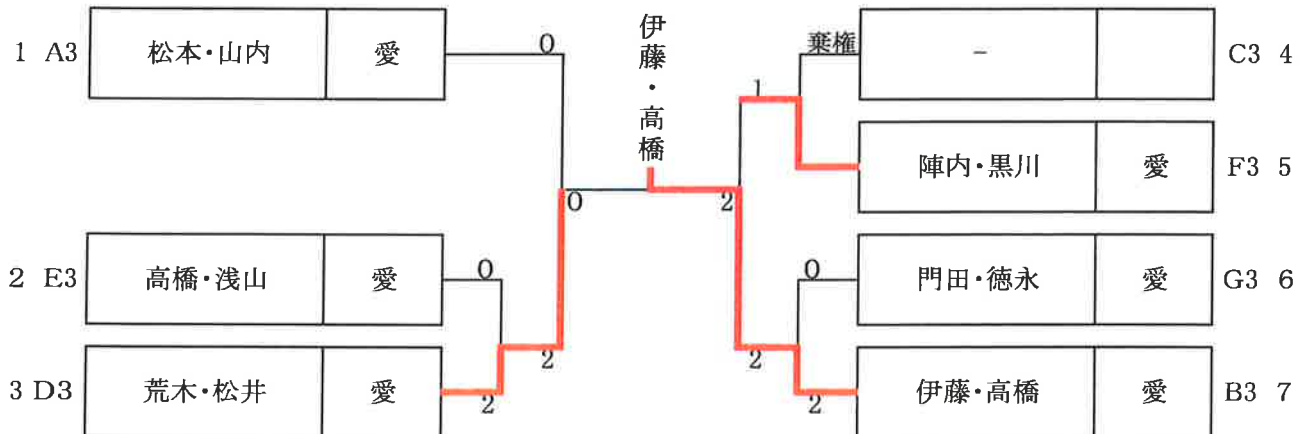 1 A3 松本・山内 愛 0
伊藤・高橋
棄権 - C3 4
1
陣内・黒川 愛 F3 5
0 2
2 E3 高橋・浅山 愛 0
0 門田・徳永 愛 G3 6
2 2
3 D3 荒木・松井 愛 2
2 伊藤・高橋 愛 B3 7